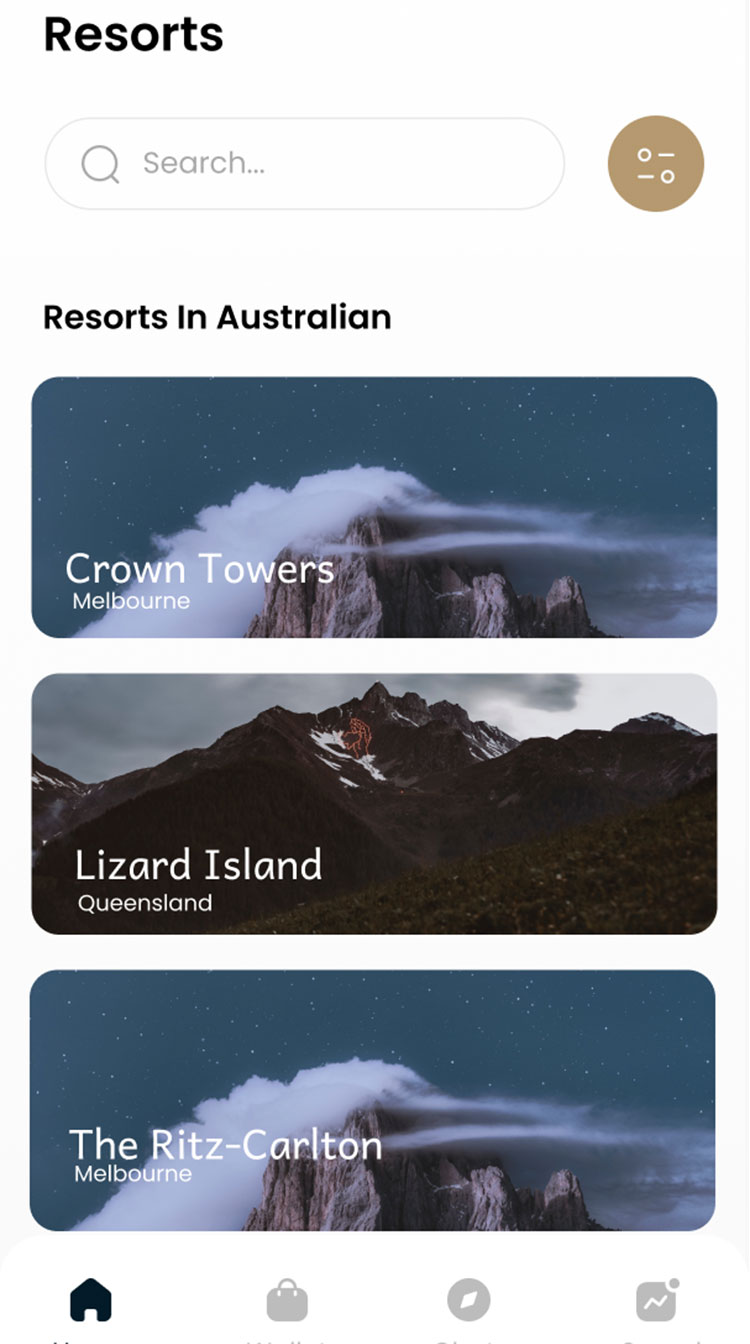 Resorts
Search...
Resorts In Australian
Crown Towers
Melbourne
Lizard Island
Queensland
The Ritz-Carlton
Melbourne